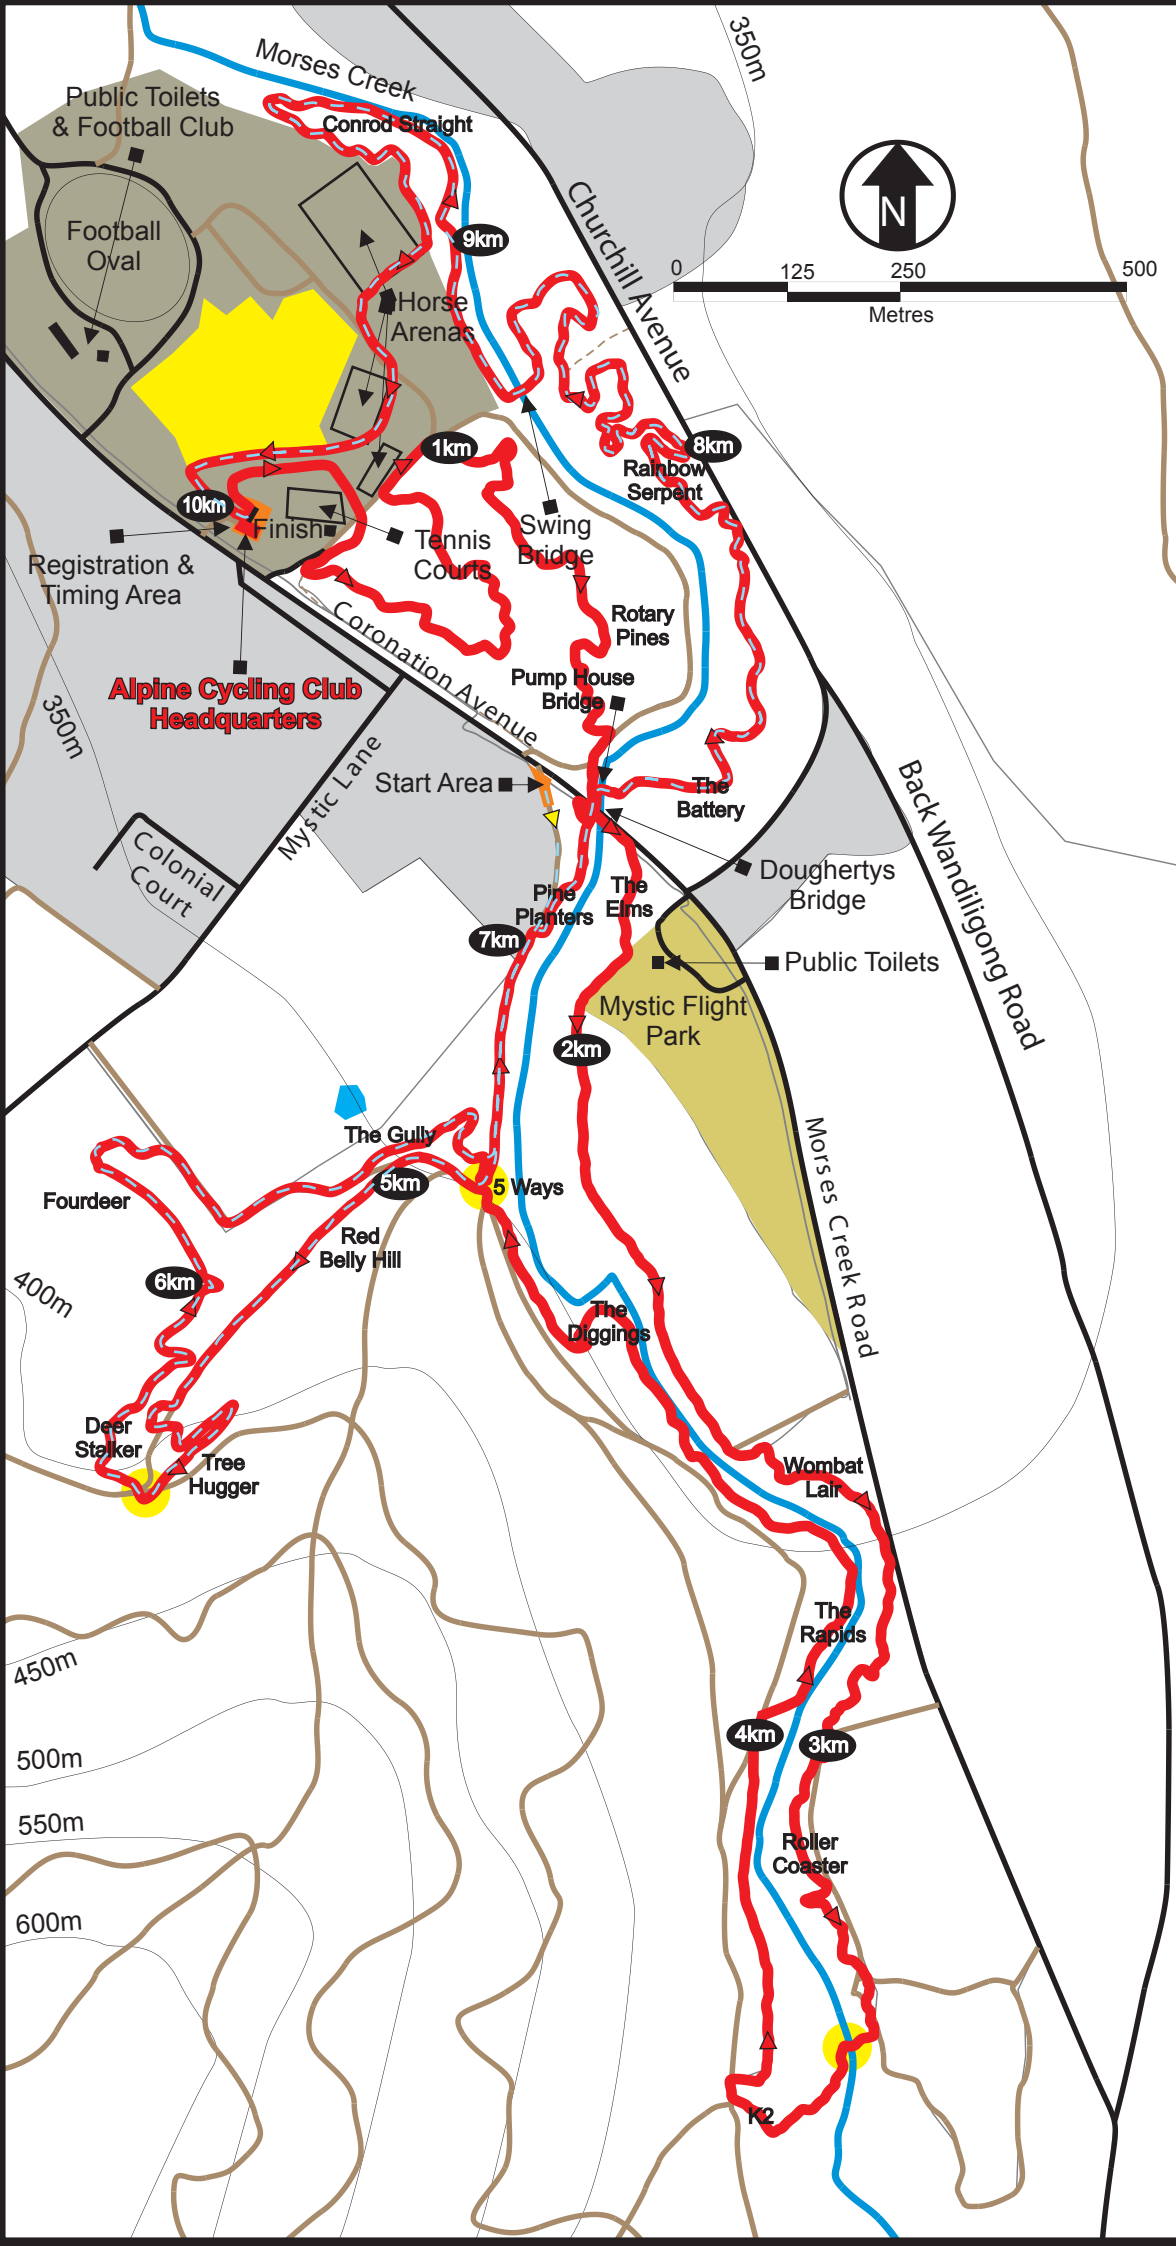 350m
Morses Creek
Public Toilets
& Football Club
Conrod Straight
Churchill Avenue
N
Football
Oval
9km
0
125
250
500
Metres
Horse
Arenas
1km
8km
Rainbow
Serpent
10km
Finish
Swing
Bridge
Tennis
Courts
Registration &
Timing Area
Rotary
Pines
Coronation Avenue
Alpine Cycling Club
Headquarters
Pump House
Bridge
350m
Mystic Lane
Start Area
The
Battery
Back Wandiligong Road
Colonial
Court
Doughertys
Bridge
Pine
Planters
The
Elms
7km
Public Toilets
Mystic Flight
Park
2km
The Gully
Morses Creek Road
5km
5 Ways
Fourdeer
Red
Belly Hill
6km
400m
The
Diggings
Deer
Stalker
Tree
Hugger
Wombat
Lair
The
Rapids
450m
4km
3km
500m
550m
Roller
Coaster
600m
K2